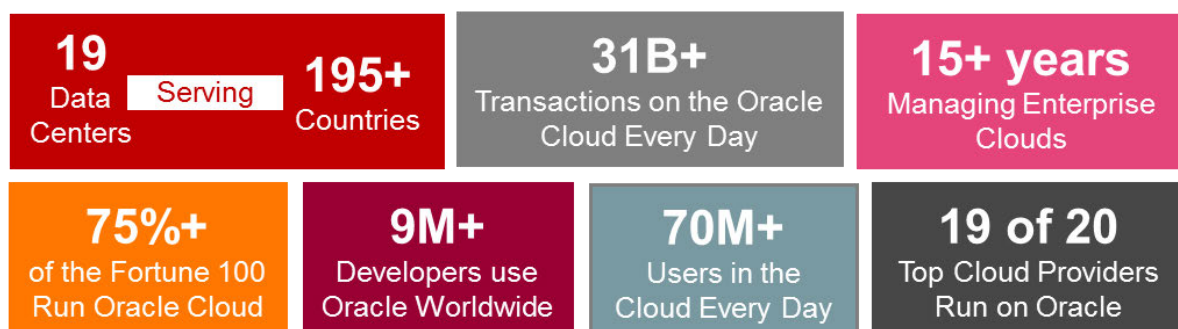 19
Data
Centers
Serving
195+
Countries
31B+
Transactions on the Oracle
Cloud Every Day
15+ years
Managing Enterprise
Clouds
75%+
of the Fortune 100
Run Oracle Cloud
9M+
Developers use
Oracle Worldwide
70M+
Users in the
Cloud Every Day
19 of 20
Top Cloud Providers
Run on Oracle